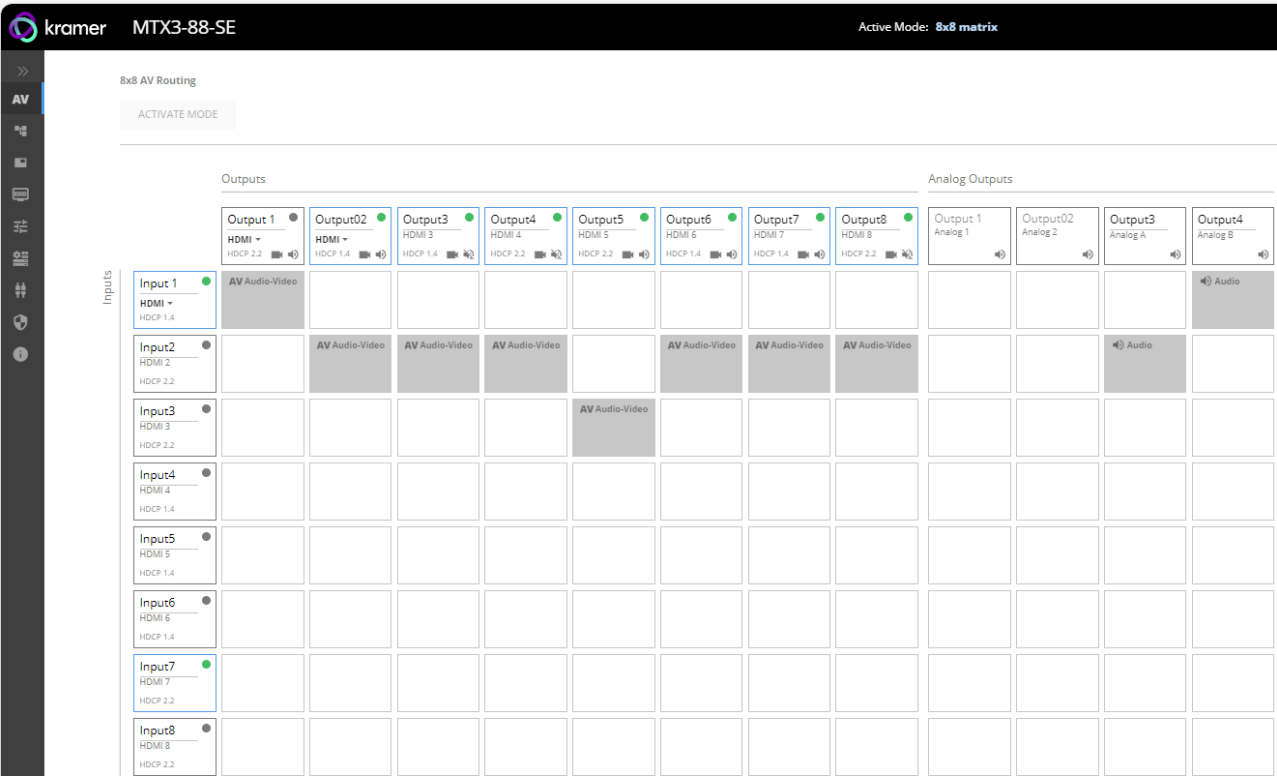 kramer MTX3-88-SE Active Mode: 8x8 matrix
8x8 AV Routing
AV
ACTIVATE MODE
Outputs Analog Outputs
Output 1 Output02 Output3 Output4 Output5 Output6 Output7 Output8 Output 1 Output02 Output3 Output4
HDMI HDMI HDMI 3 HDMI 4 HDMI 5 HDMI 6 HDMI 7 HDMI 8 Analog 1 Analog 2 Analog A Analog B
HDCP 2.2 HDCP 1.4 HDCP 1.4 HDCP 2.2 HDCP 2.2 HDCP 1.4 HDCP 1.4 HDCP 2.2
Inputs
Input 1 AV Audio-Video Audio
HDMI
HDCP 1.4
Input2 AV Audio-Video AV Audio-Video AV Audio-Video AV Audio-Video AV Audio-Video AV Audio-Video Audio
HDMI 2
HDCP 2.2
Input3 AV Audio-Video
HDMI 3
HDCP 2.2
Input4
HDMI 4
HDCP 1.4
Input5
HDMI 5
HDCP 1.4
Input6
HDMI 6
HDCP 1.4
Input7
HDMI 7
HDCP 2.2
Input8
HDMI 8
HDCP 2.2